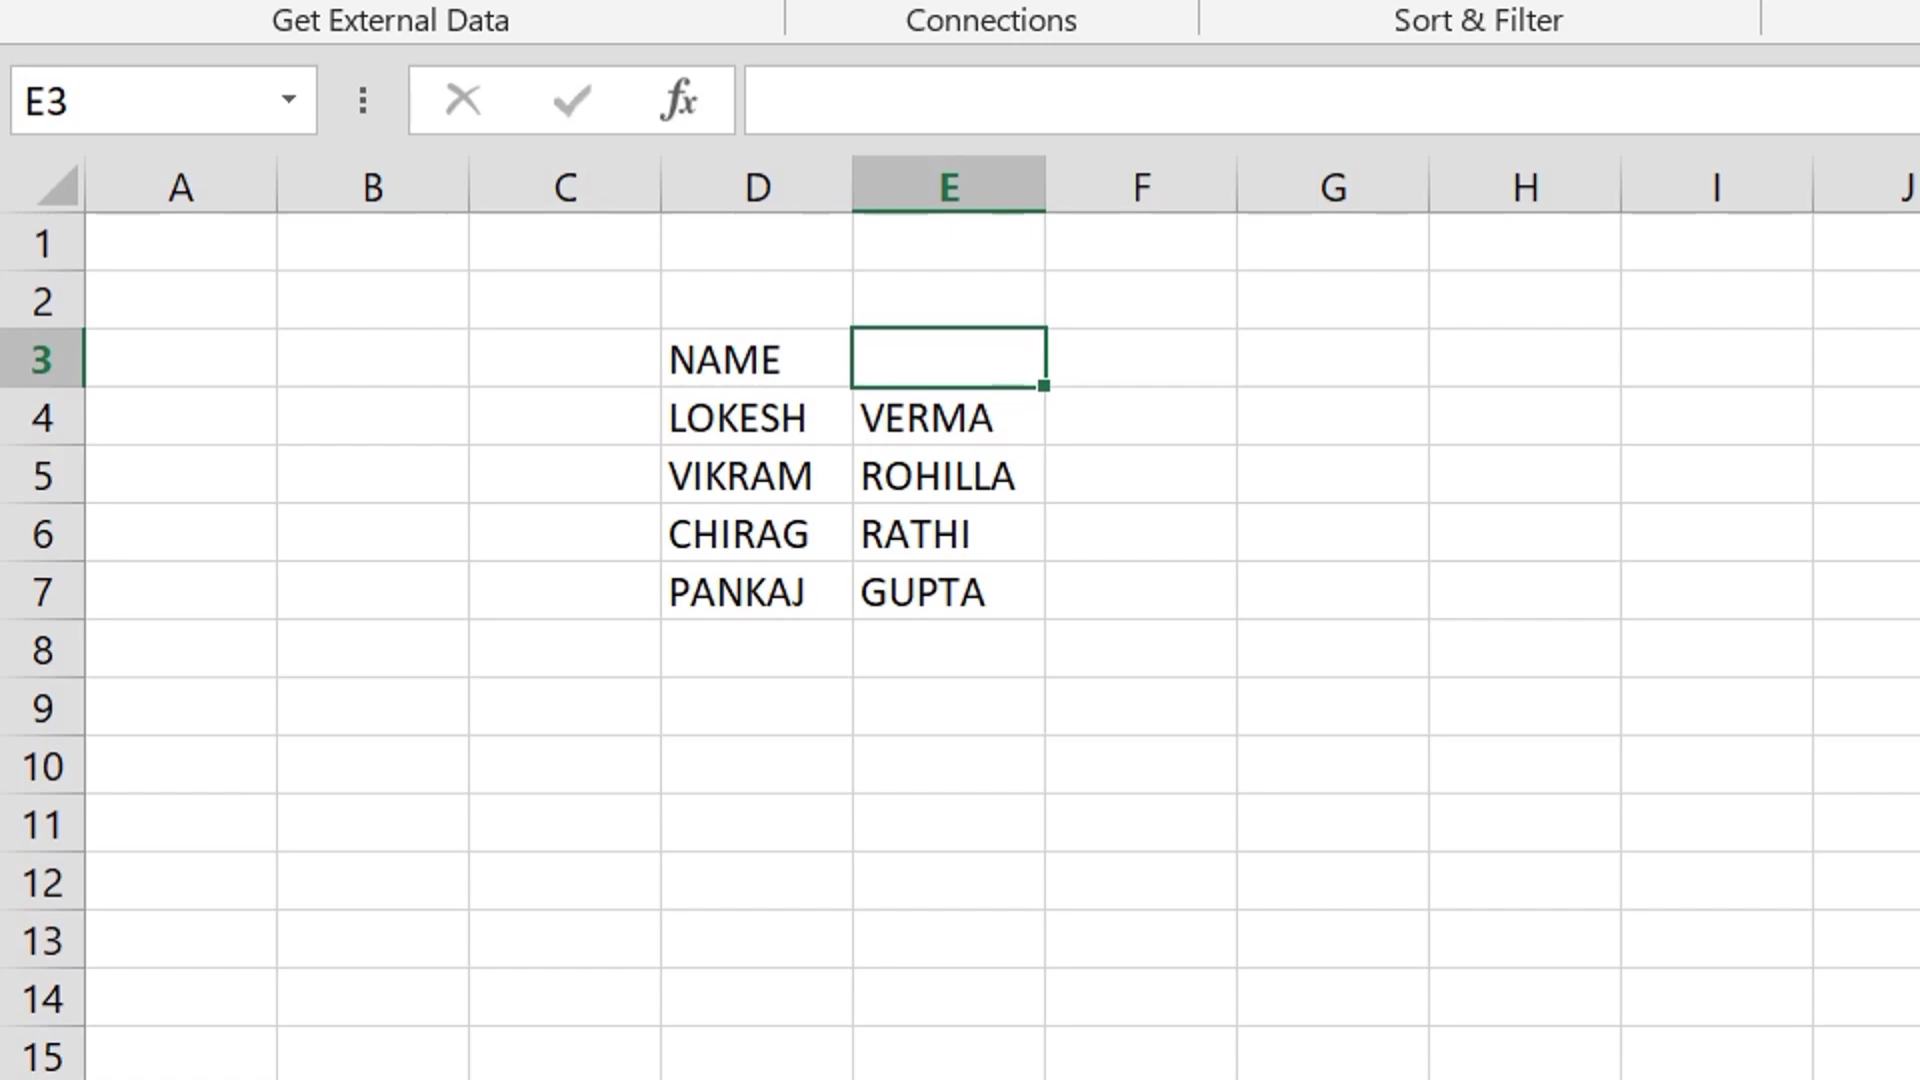 Get External Data Connections Sort & Filter
E3 fx
A B C D E F G H I J
1
2
3 NAME
4 LOKESH VERMA
5 VIKRAM ROHILLA
6 CHIRAG RATHI
7 PANKAJ GUPTA
8
9
10
11
12
13
14
15